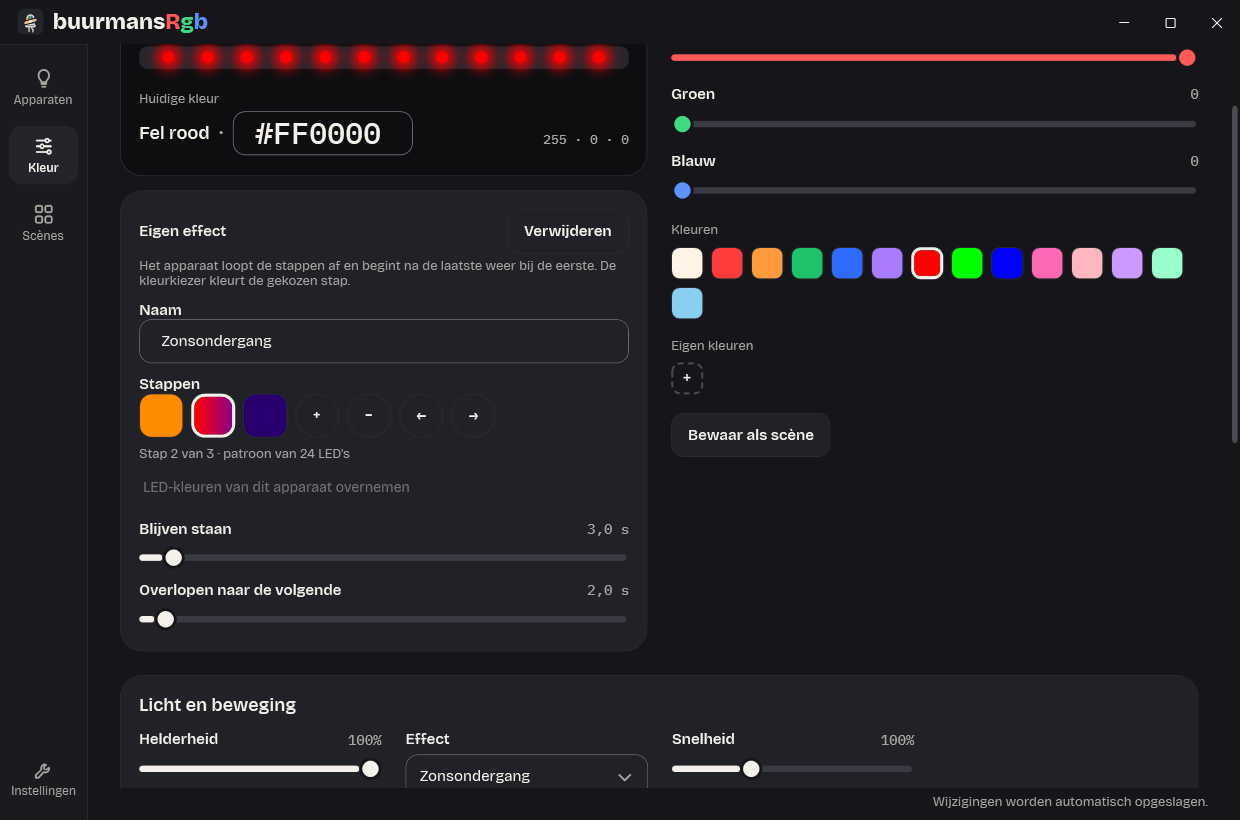 buurmansRgb
Apparaten
Kleur
Scènes
Instellingen
Huidige kleur
Fel rood · #FF0000
255 · 0 · 0
Eigen effect
Verwijderen
Het apparaat loopt de stappen af en begint na de laatste weer bij de eerste. De
kleurkiezer kleurt de gekozen stap.
Naam
Zonsondergang
Stappen
+ − ← →
Stap 2 van 3 · patroon van 24 LED's
LED-kleuren van dit apparaat overnemen
Blijven staan 3,0 s
Overlopen naar de volgende 2,0 s
Groen 0
Blauw 0
Kleuren
Eigen kleuren
+
Bewaar als scène
Licht en beweging
Helderheid 100%
Effect
Zonsondergang
Snelheid 100%
Wijzigingen worden automatisch opgeslagen.